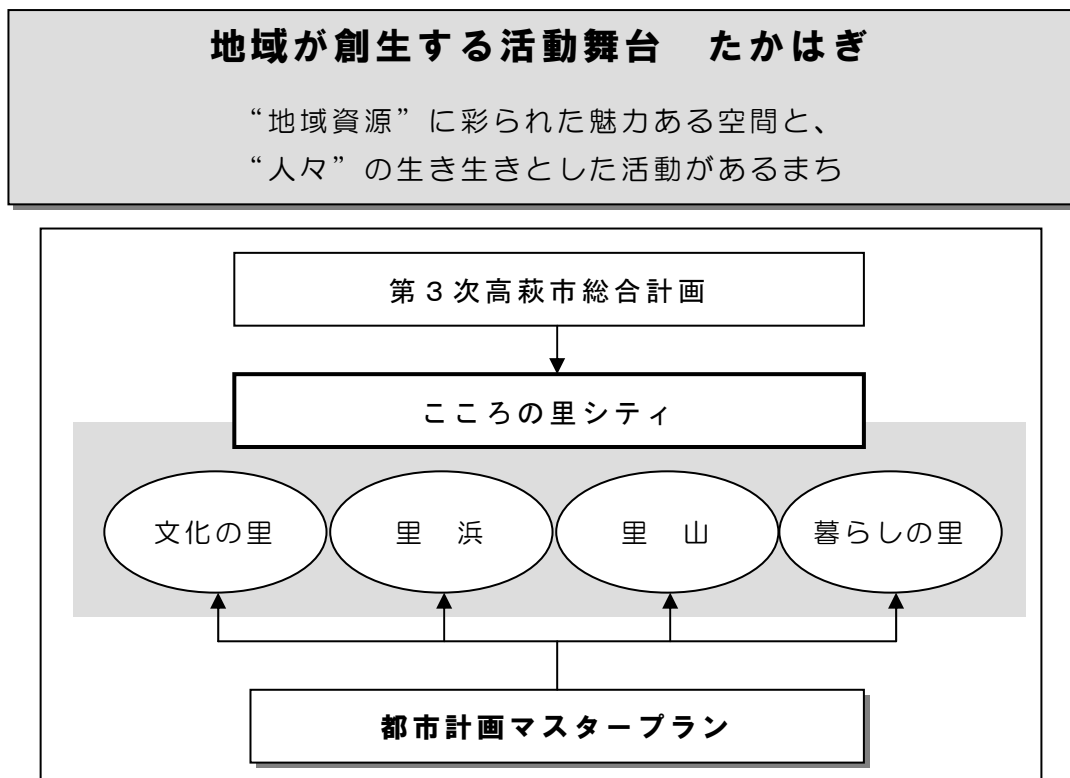 地域が創生する活動舞台　たかはぎ
“地域資源”に彩られた魅力ある空間と、
“人々”の生き生きとした活動があるまち
第３次高萩市総合計画
こころの里シティ
文化の里
里　浜
里　山
暮らしの里
都市計画マスタープラン